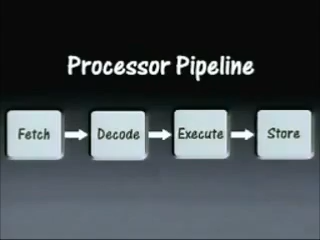 Processor Pipeline
Fetch
Decode
Execute
Store